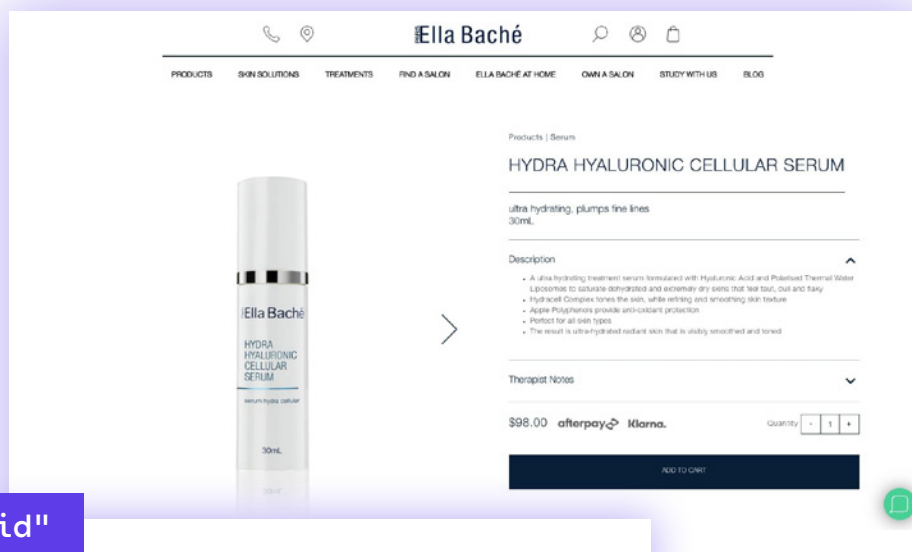 PARIS Ella Baché
PRODUCTS SKIN SOLUTIONS TREATMENTS FIND A SALON ELLA BACHÉ AT HOME OWN A SALON STUDY WITH US BLOG
Products | Serum
HYDRA HYALURONIC CELLULAR SERUM
ultra hydrating, plumps fine lines
30mL
Description
• A ultra hydrating treatment serum formulated with Hyaluronic Acid and Polarised Thermal Water
Liposomes to saturate dehydrated and extremely dry skins that feel taut, dull and flaky
• Hydracell Complex tones the skin, while refining and smoothing skin texture
• Apple Polyphenols provide anti-oxidant protection
• Perfect for all skin types
• The result is ultra-hydrated radiant skin that is visibly smoothed and toned
Therapist Notes
$98.00 afterpay Klarna.
Quantity - 1 +
ADD TO CART
Ella Baché
HYDRA
HYALURONIC
CELLULAR
SERUM
serum hydra cellular
30mL
id"